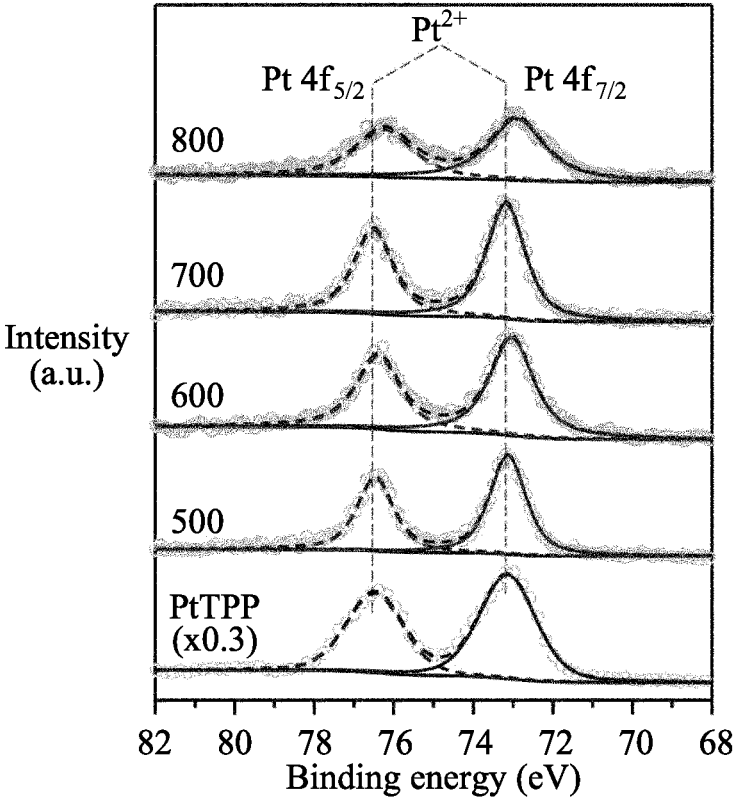 Pt²⁺
Pt 4f₅/₂
Pt 4f₇/₂
800
700
Intensity
(a.u.)
600
500
PtTPP
(x0.3)
82 80 78 76 74 72 70 68
Binding energy (eV)